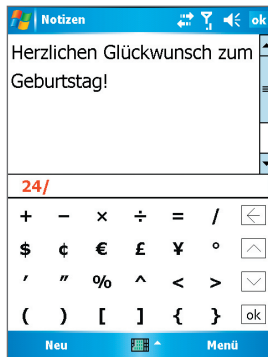 Notizen ok
Herzlichen Glückwunsch zum
Geburtstag!
24/
+ − × ÷ = /
$ ¢ € £ ¥ °
′ ″ % ^ < >
( ) [ ] { } ok
Neu Menü